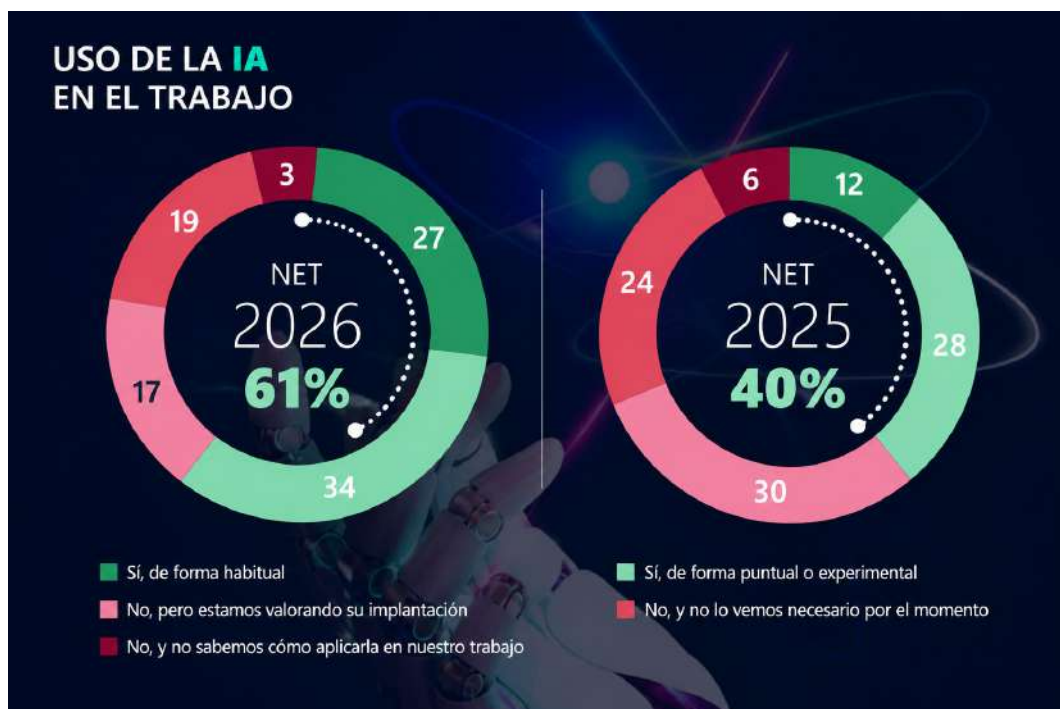 USO DE LA IA
EN EL TRABAJO
3
27
19
17
34
NET
2026
61%
6
12
24
28
30
NET
2025
40%
Sí, de forma habitual
Sí, de forma puntual o experimental
No, pero estamos valorando su implantación
No, y no lo vemos necesario por el momento
No, y no sabemos cómo aplicarla en nuestro trabajo